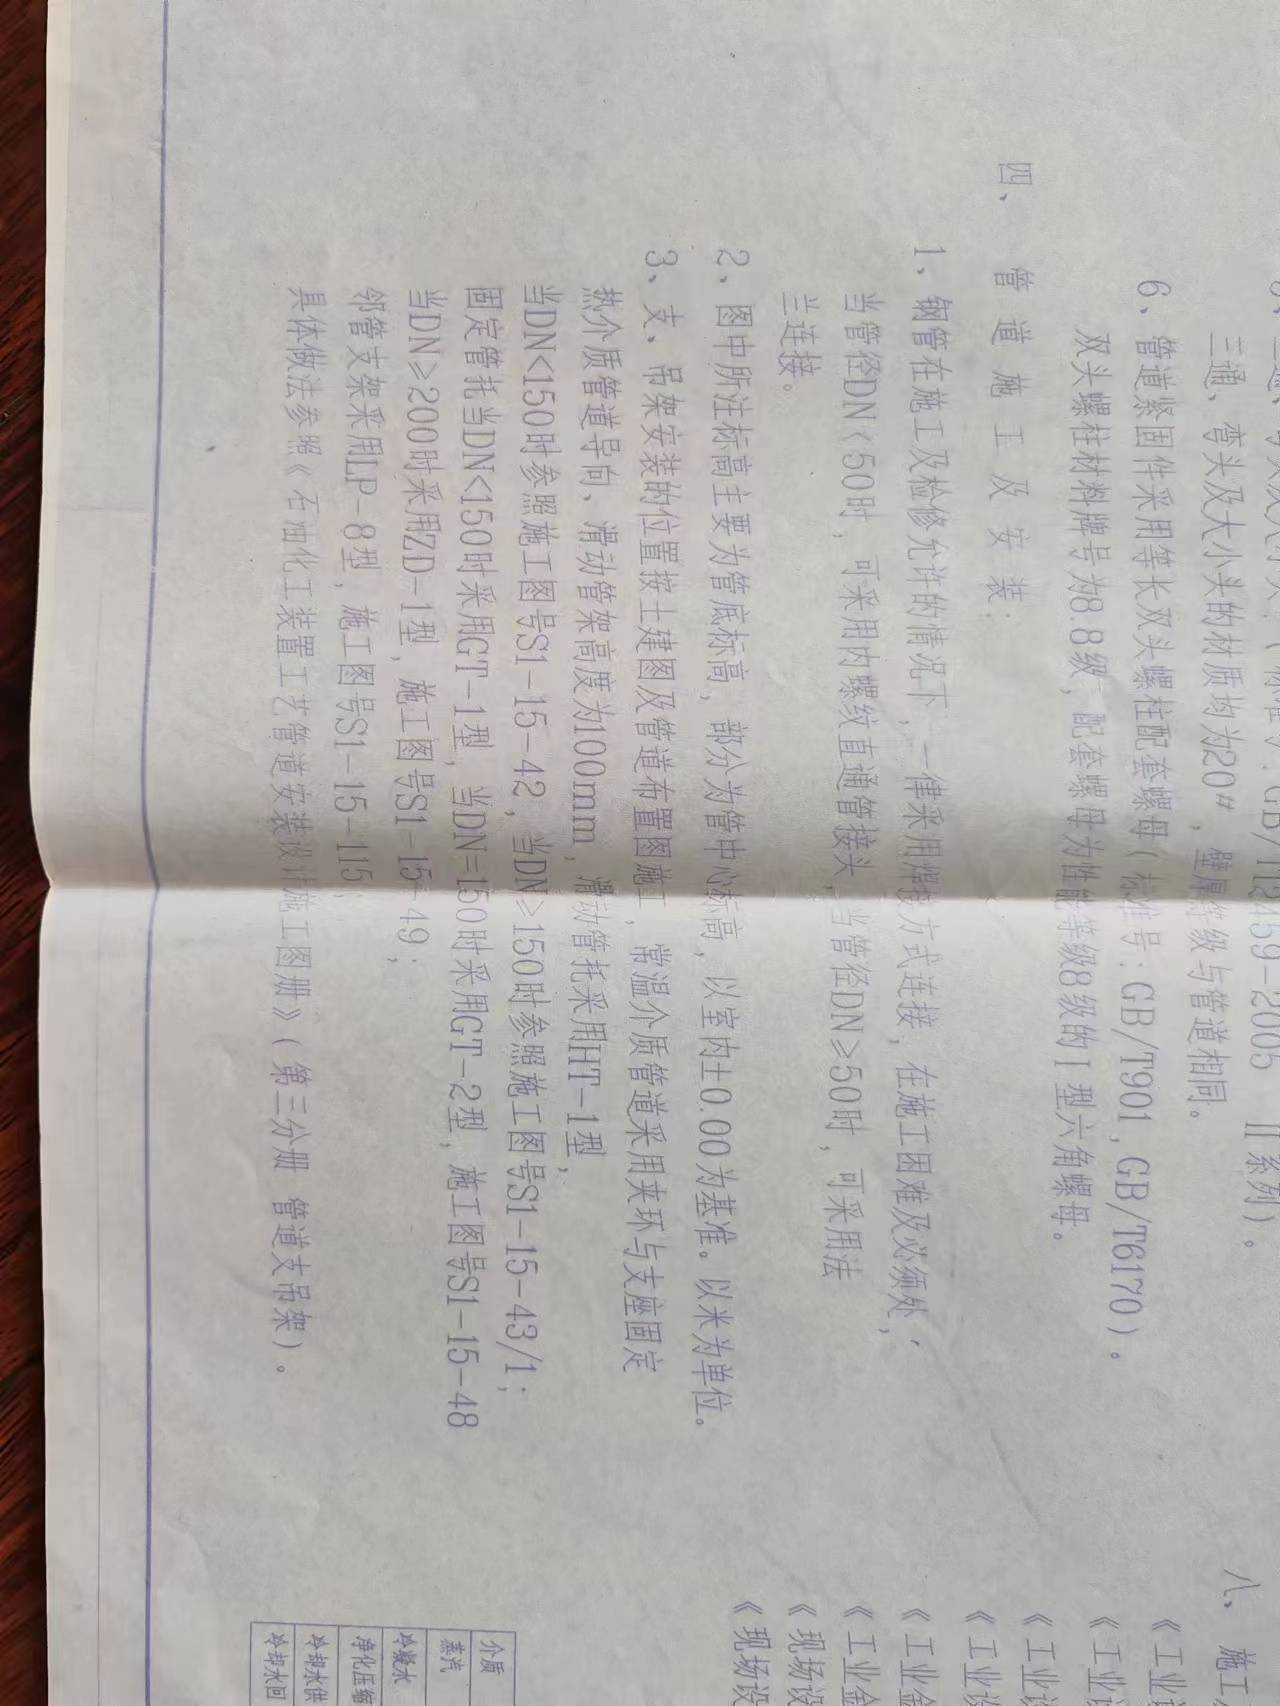 三通、弯头及大小头的材质均为20#，壁厚等级与管道相同。
6、管道紧固件采用等长双头螺柱配套螺母(标准号:GB/T901,GB/T6170)。
双头螺柱材料牌号为8.8级，配套螺母为性能等级8级的1型六角螺母。
四、管道施工及安装:
1、钢管在施工及检修允许的情况下,一律采用焊接方式连接,在施工困难及必须处,
当管径DN<50时,可采用内螺纹直通管接头,当管径DN≥50时,可采用法
兰连接。
2、图中所注标高主要为管底标高,部分为管中心标高,以室内±0.00为基准。以米为单位。
3、支、吊架安装的位置按土建图及管道布置图施工,常温介质管道采用夹环与支座固定
热介质管道导向、滑动管架高度为100mm,滑动管托采用HT-1型,
当DN<150时参照施工图号S1-15-42,当DN≥150时参照施工图号S1-15-43/1;
固定管托当DN<150时采用GT-1型,当DN=150时采用GT-2型,施工图号S1-15-48
当DN≥200时采用ZD-1型,施工图号S1-15-49;
邻管支架采用LP-8型,施工图号S1-15-115,
具体做法参照《石油化工装置工艺管道安装设计施工图册》(第三分册 管道支吊架)。
八、施工
《工业
《工业
《工业
《工业设
《工业金
《工业金
《现场设
《现场设
介质
蒸汽
冷凝水
净化压缩
冷却水供
冷却水回